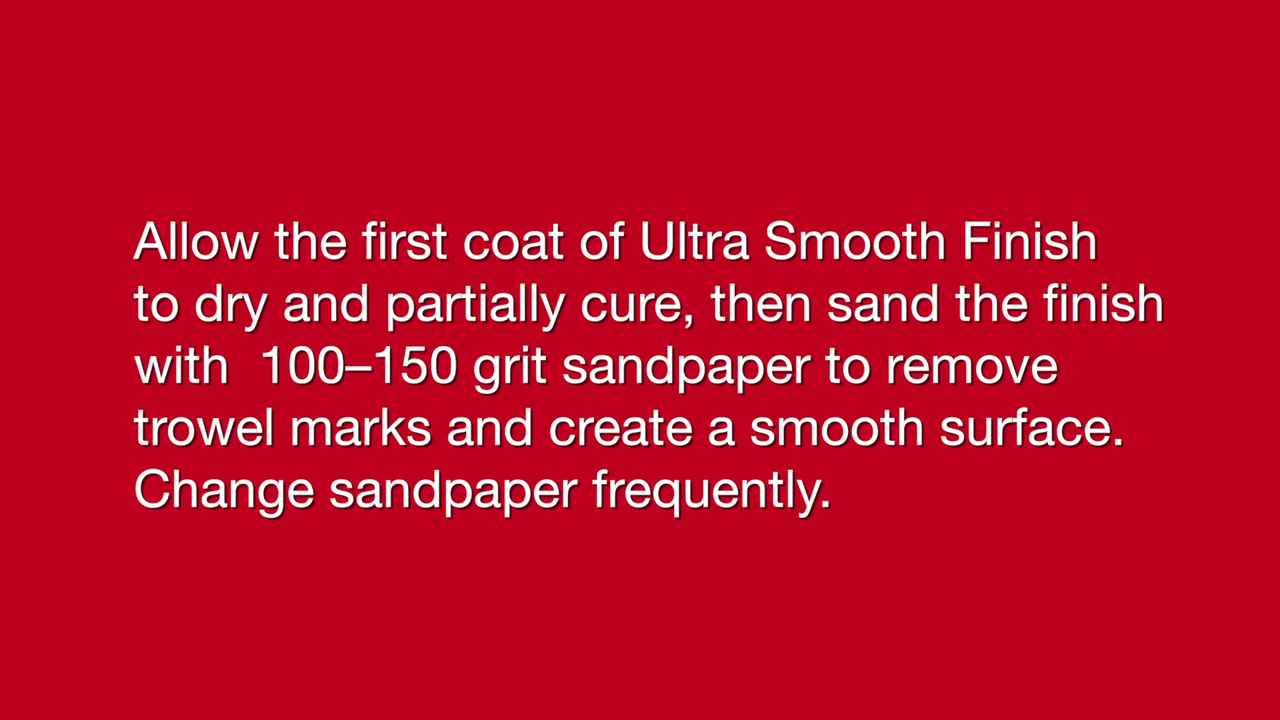 Allow the first coat of Ultra Smooth Finish
to dry and partially cure, then sand the finish
with  100–150 grit sandpaper to remove
trowel marks and create a smooth surface.
Change sandpaper frequently.